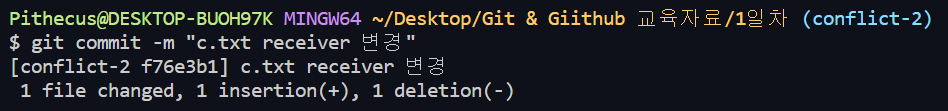 Pithecus@DESKTOP-BUOH97K MINGW64 ~/Desktop/Git & Giithub 교육자료/1일차 (conflict-2)
$ git commit -m "c.txt receiver 변경"
[conflict-2 f76e3b1] c.txt receiver 변경
 1 file changed, 1 insertion(+), 1 deletion(-)